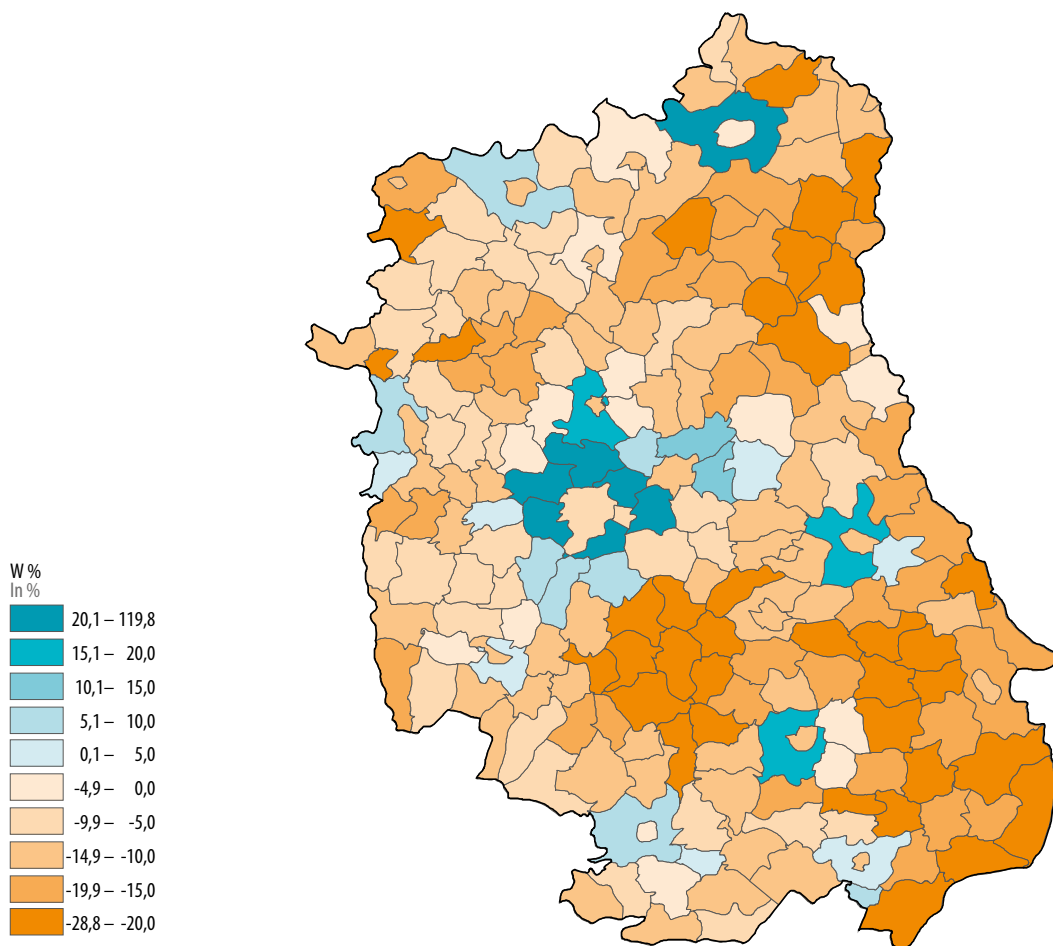 W %
In %
20,1 – 119,8
15,1 – 20,0
10,1 – 15,0
5,1 – 10,0
0,1 – 5,0
-4,9 – 0,0
-9,9 – -5,0
-14,9 – -10,0
-19,9 – -15,0
-28,8 – -20,0